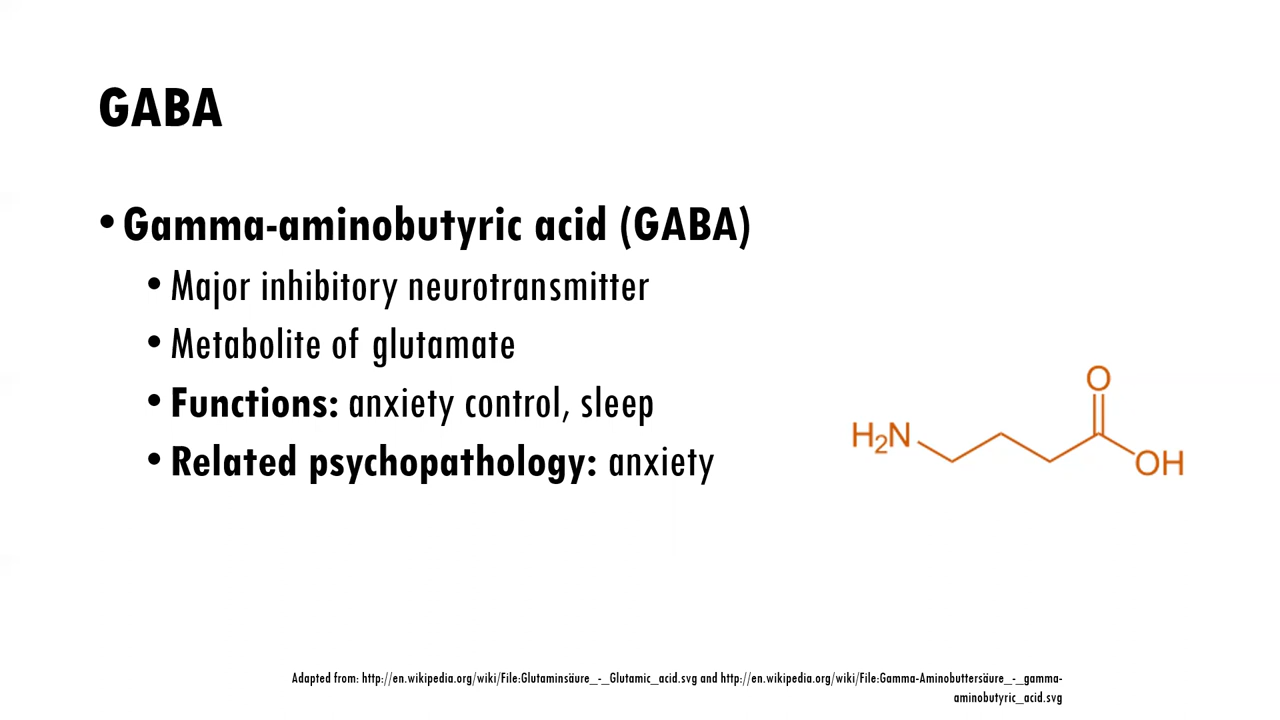 GABA
• Gamma-aminobutyric acid (GABA)
• Major inhibitory neurotransmitter
• Metabolite of glutamate
• Functions: anxiety control, sleep
• Related psychopathology: anxiety
O
H₂N
OH
Adapted from: http://en.wikipedia.org/wiki/File:Glutaminsäure_-_Glutamic_acid.svg and http://en.wikipedia.org/wiki/File:Gamma-Aminobuttersäure_-_gamma-
aminobutyric_acid.svg